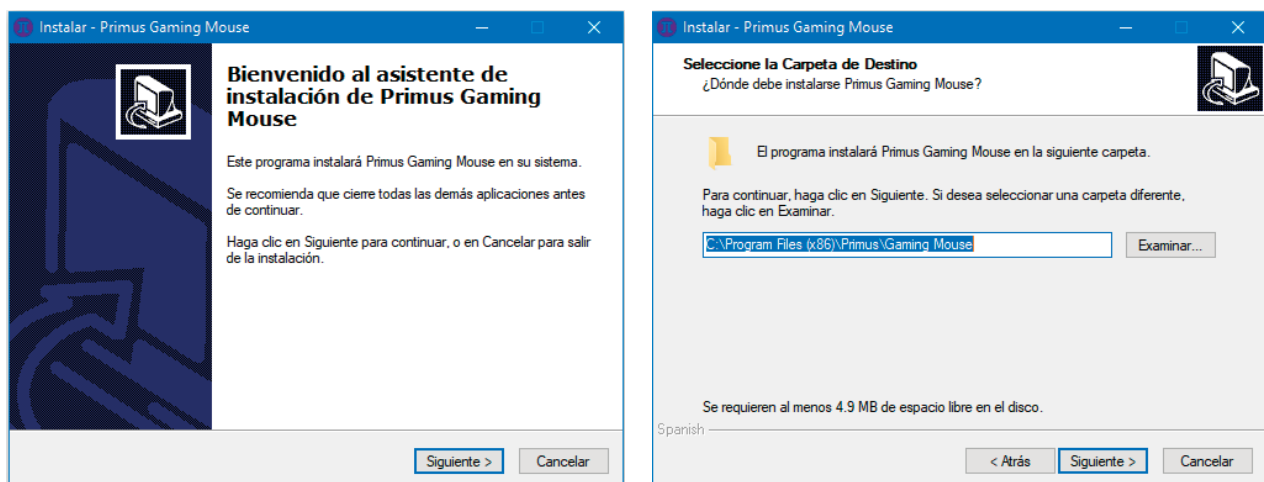 Instalar - Primus Gaming Mouse
Bienvenido al asistente de
instalación de Primus Gaming
Mouse
Este programa instalará Primus Gaming Mouse en su sistema.
Se recomienda que cierre todas las demás aplicaciones antes
de continuar.
Haga clic en Siguiente para continuar, o en Cancelar para salir
de la instalación.
Siguiente >
Cancelar
Instalar - Primus Gaming Mouse
Seleccione la Carpeta de Destino
¿Dónde debe instalarse Primus Gaming Mouse?
El programa instalará Primus Gaming Mouse en la siguiente carpeta.
Para continuar, haga clic en Siguiente. Si desea seleccionar una carpeta diferente,
haga clic en Examinar.
C:\Program Files (x86)\Primus\Gaming Mouse
Examinar...
Se requieren al menos 4.9 MB de espacio libre en el disco.
Spanish
< Atrás
Siguiente >
Cancelar